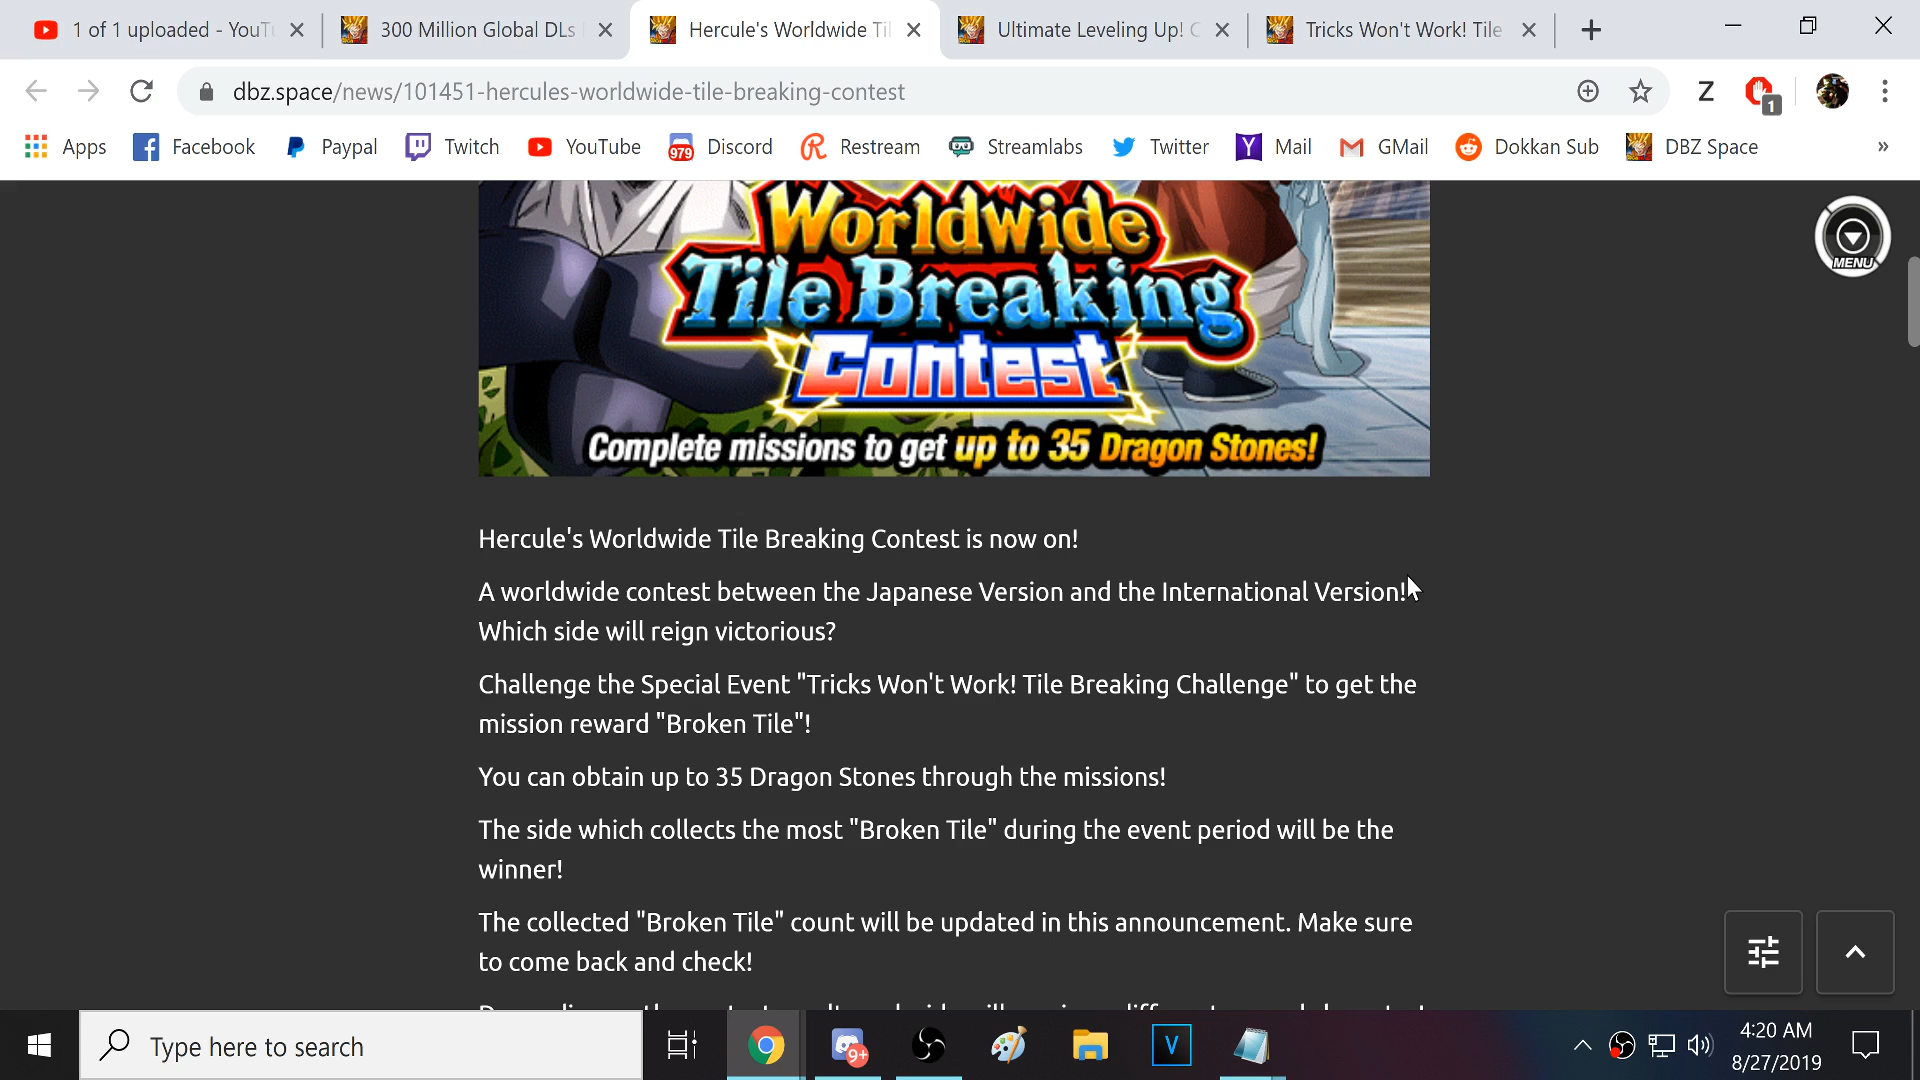 1 of 1 uploaded - YouTu
300 Million Global DLs
Hercule's Worldwide Til
Ultimate Leveling Up! C
Tricks Won't Work! Tile
dbz.space/news/101451-hercules-worldwide-tile-breaking-contest
Z
1
Apps
Facebook
Paypal
Twitch
YouTube
979
Discord
Restream
Streamlabs
Twitter
Y
Mail
GMail
Dokkan Sub
DBZ Space
»
MENU
Worldwide
Tile Breaking
Contest
Complete missions to get up to 35 Dragon Stones!
Hercule's Worldwide Tile Breaking Contest is now on!
A worldwide contest between the Japanese Version and the International Version!
Which side will reign victorious?
Challenge the Special Event "Tricks Won't Work! Tile Breaking Challenge" to get the
mission reward "Broken Tile"!
You can obtain up to 35 Dragon Stones through the missions!
The side which collects the most "Broken Tile" during the event period will be the
winner!
The collected "Broken Tile" count will be updated in this announcement. Make sure
to come back and check!
Type here to search
9+
V
4:20 AM
8/27/2019